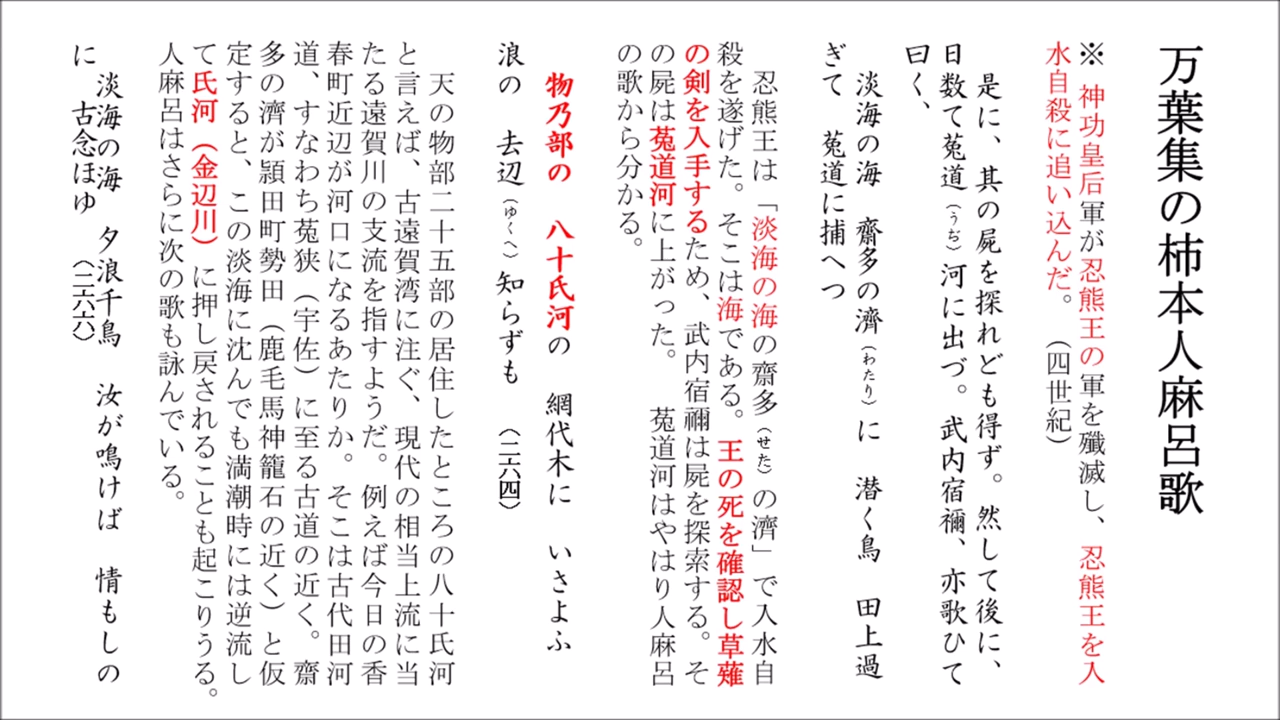 万葉集の柿本人麻呂歌
※ 神功皇后軍が忍熊王の軍を殲滅し、 忍熊王を入
水自殺に追い込んだ。 (四世紀)
是に、其の屍を探れども得ず。然して後に、
日数て菟道(うぢ)河に出づ。武内宿禰、亦歌ひて
曰く、
淡海の海 齋多の濟(わたり)に 潜く鳥 田上過
ぎて 菟道に捕へつ
忍熊王は「淡海の海の齋多(せた)の濟」で入水自
殺を遂げた。そこは海である。王の死を確認し草薙
の剣を入手するため、武内宿禰は屍を探索する。そ
の屍は菟道河に上がった。 菟道河はやはり人麻呂
の歌から分かる。
物乃部の 八十氏河の 網代木に いさよふ
浪の 去辺(ゆくへ)知らずも (二六四)
天の物部二十五部の居住したところの八十氏河
と言えば、古遠賀湾に注ぐ、現代の相当上流に当
たる遠賀川の支流を指すようだ。例えば今日の香
春町近辺が河口になるあたりか。そこは古代田河
道、すなわち菟狭(宇佐)に至る古道の近く。齋
多の濟が頴田町勢田(鹿毛馬神籠石の近く)と仮
定すると、この淡海に沈んでも満潮時には逆流し
て氏河(金辺川)に押し戻されることも起こりうる。
人麻呂はさらに次の歌も詠んでいる。
淡海の海 夕浪千鳥 汝が鳴けば 情もしの
に 古念ほゆ (二六六)